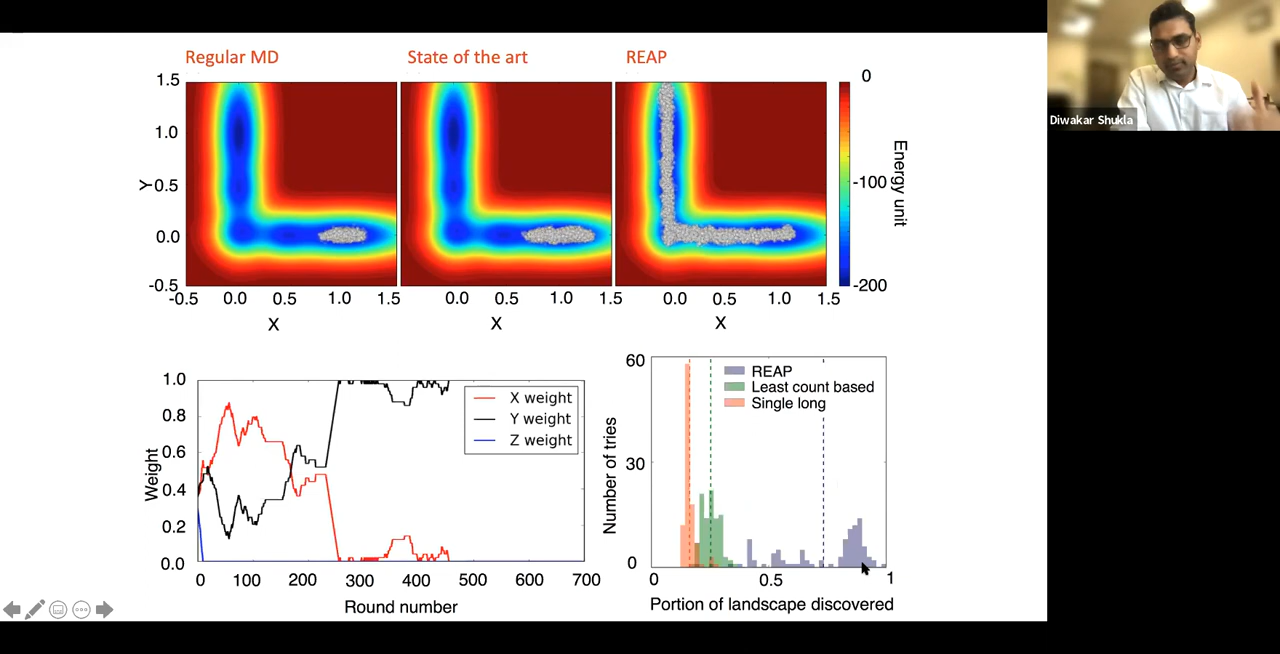 Regular MD
State of the art
REAP
1.5
1.0
Y
0.5
0.0
-0.5
-0.5 0.0 0.5 1.0 1.5
X
0.0 0.5 1.0
X
0.0 0.5 1.0 1.5
X
0
-100
-200
Energy unit
Diwakar Shukla
1.0
0.8
0.6
0.4
0.2
0.0
Weight
X weight
Y weight
Z weight
0 100 200 300 400 500 600 700
Round number
60
30
0
Number of tries
REAP
Least count based
Single long
0 0.5 1
Portion of landscape discovered